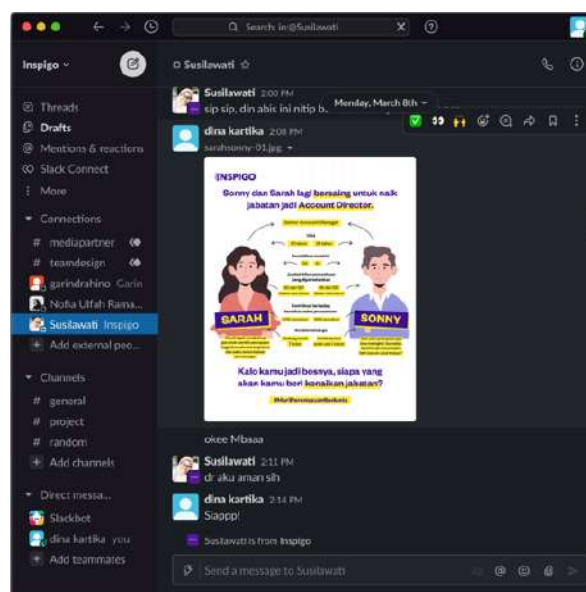 Search: in:@Susilawati
Inspigo
Susilawati
Threads
Drafts
Mentions & reactions
Slack Connect
More
Connections
# mediapartner
# teamdesign
garindrahino Garin
Nofia Ulfah Rama...
Susilawati Inspigo
+ Add external peo...
Channels
# general
# project
# random
+ Add channels
Direct messa...
Slackbot
dina kartika you
+ Add teammates
Susilawati 2:00 PM
sip sip, din abis ini nitip b
Monday, March 8th
dina kartika 2:08 PM
sarahsonny-01.jpg
INSPIGO
Sonny dan Sarah lagi bersaing untuk naik
jabatan jadi Account Director.
SARAH
SONNY
Kalo kamu jadi bosnya, siapa yang
akan kamu beri kenaikan jabatan?
okee Mbaaa
Susilawati 2:11 PM
dr aku aman sih
dina kartika 2:14 PM
Siappp!
Susilawati is from Inspigo
Send a message to Susilawati